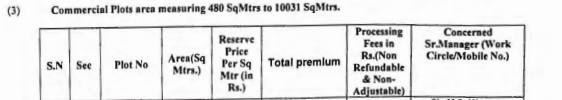 (3) Commercial Plots area measuring 480 SqMtrs to 10031 SqMtrs.
S.N
Sec
Plot No
Area(Sq
Mtrs.)
Reserve
Price
Per Sq
Mtr (in
Rs.)
Total premium
Processing
Fees in
Rs.(Non
Refundable
& Non-
Adjustable)
Concerned
Sr.Manager (Work
Circle/Mobile No.)